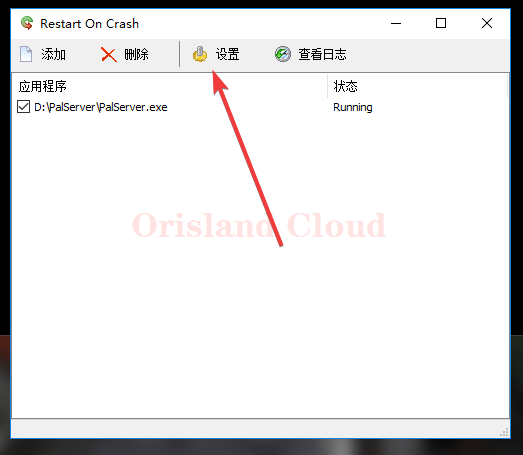 Restart On Crash
添加 删除 设置 查看日志
应用程序 状态
D:\PalServer\PalServer.exe Running
Orisland Cloud